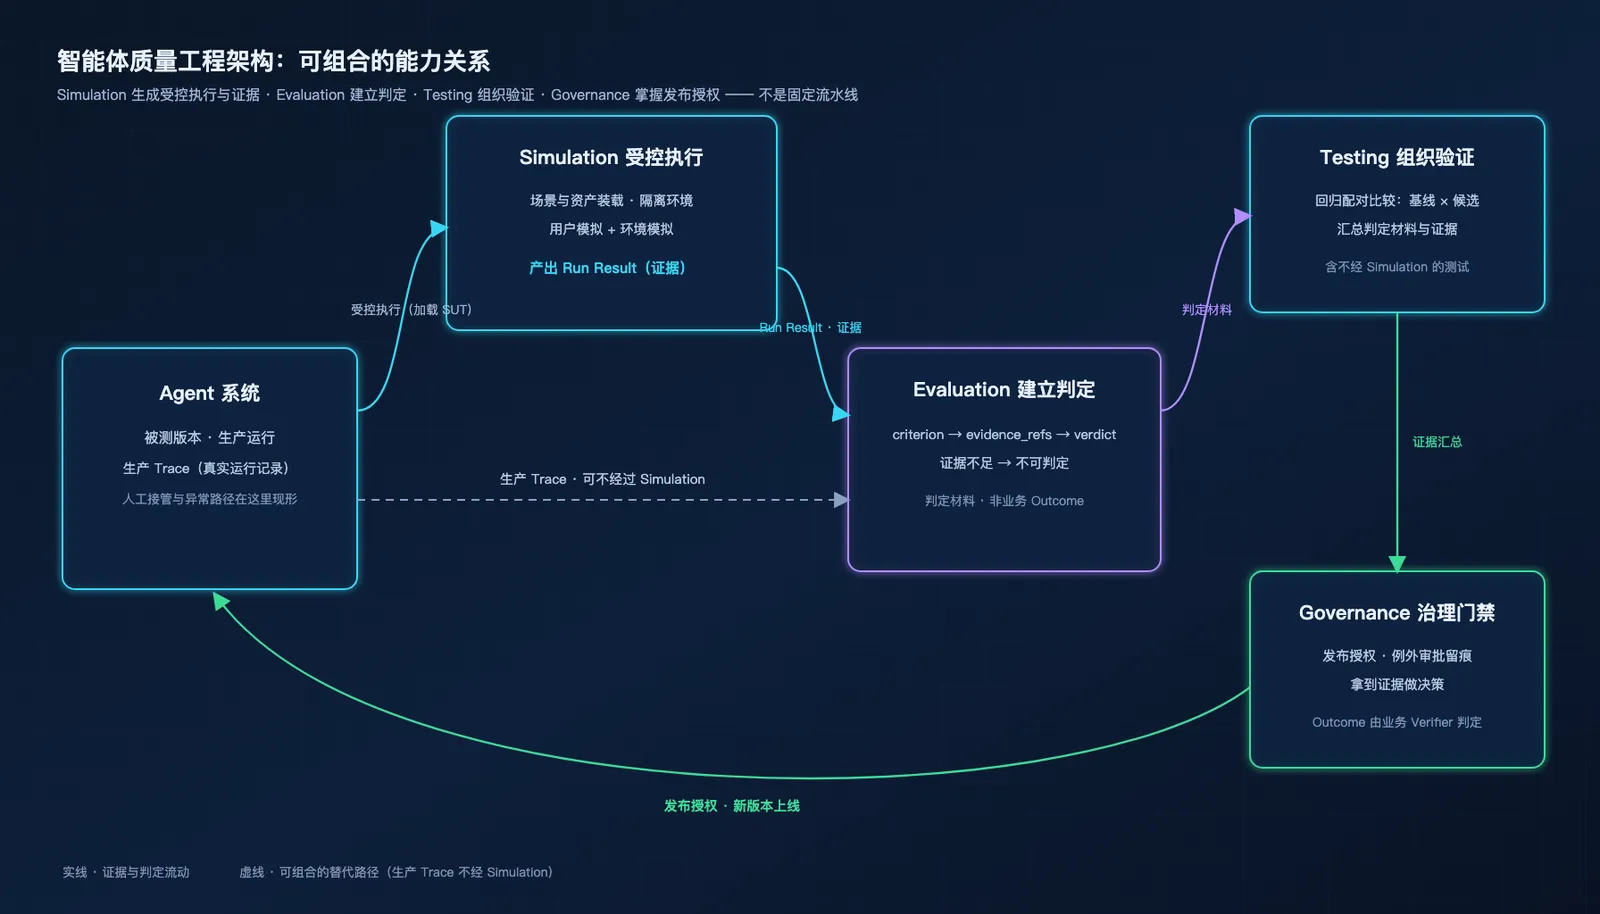 智能体质量工程架构：可组合的能力关系
Simulation 生成受控执行与证据 · Evaluation 建立判定 · Testing 组织验证 · Governance 掌握发布授权 —— 不是固定流水线
Simulation 受控执行
场景与资产装载 · 隔离环境
用户模拟 + 环境模拟
产出 Run Result（证据）
Testing 组织验证
回归配对比较：基线 × 候选
汇总判定材料与证据
含不经 Simulation 的测试
受控执行（加载 SUT）
Run Result · 证据
判定材料
Agent 系统
被测版本 · 生产运行
生产 Trace（真实运行记录）
人工接管与异常路径在这里现形
生产 Trace · 可不经过 Simulation
Evaluation 建立判定
criterion → evidence_refs → verdict
证据不足 → 不可判定
判定材料 · 非业务 Outcome
证据汇总
Governance 治理门禁
发布授权 · 例外审批留痕
拿到证据做决策
Outcome 由业务 Verifier 判定
发布授权 · 新版本上线
实线 · 证据与判定流动
虚线 · 可组合的替代路径（生产 Trace 不经 Simulation）